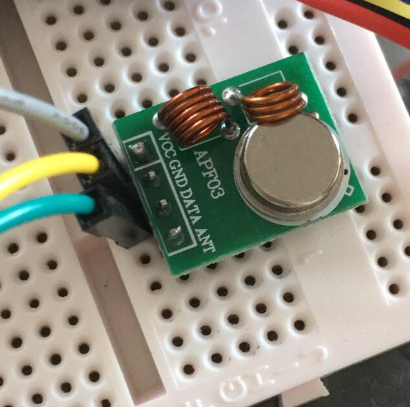 APF03
VCC GND DATA ANT